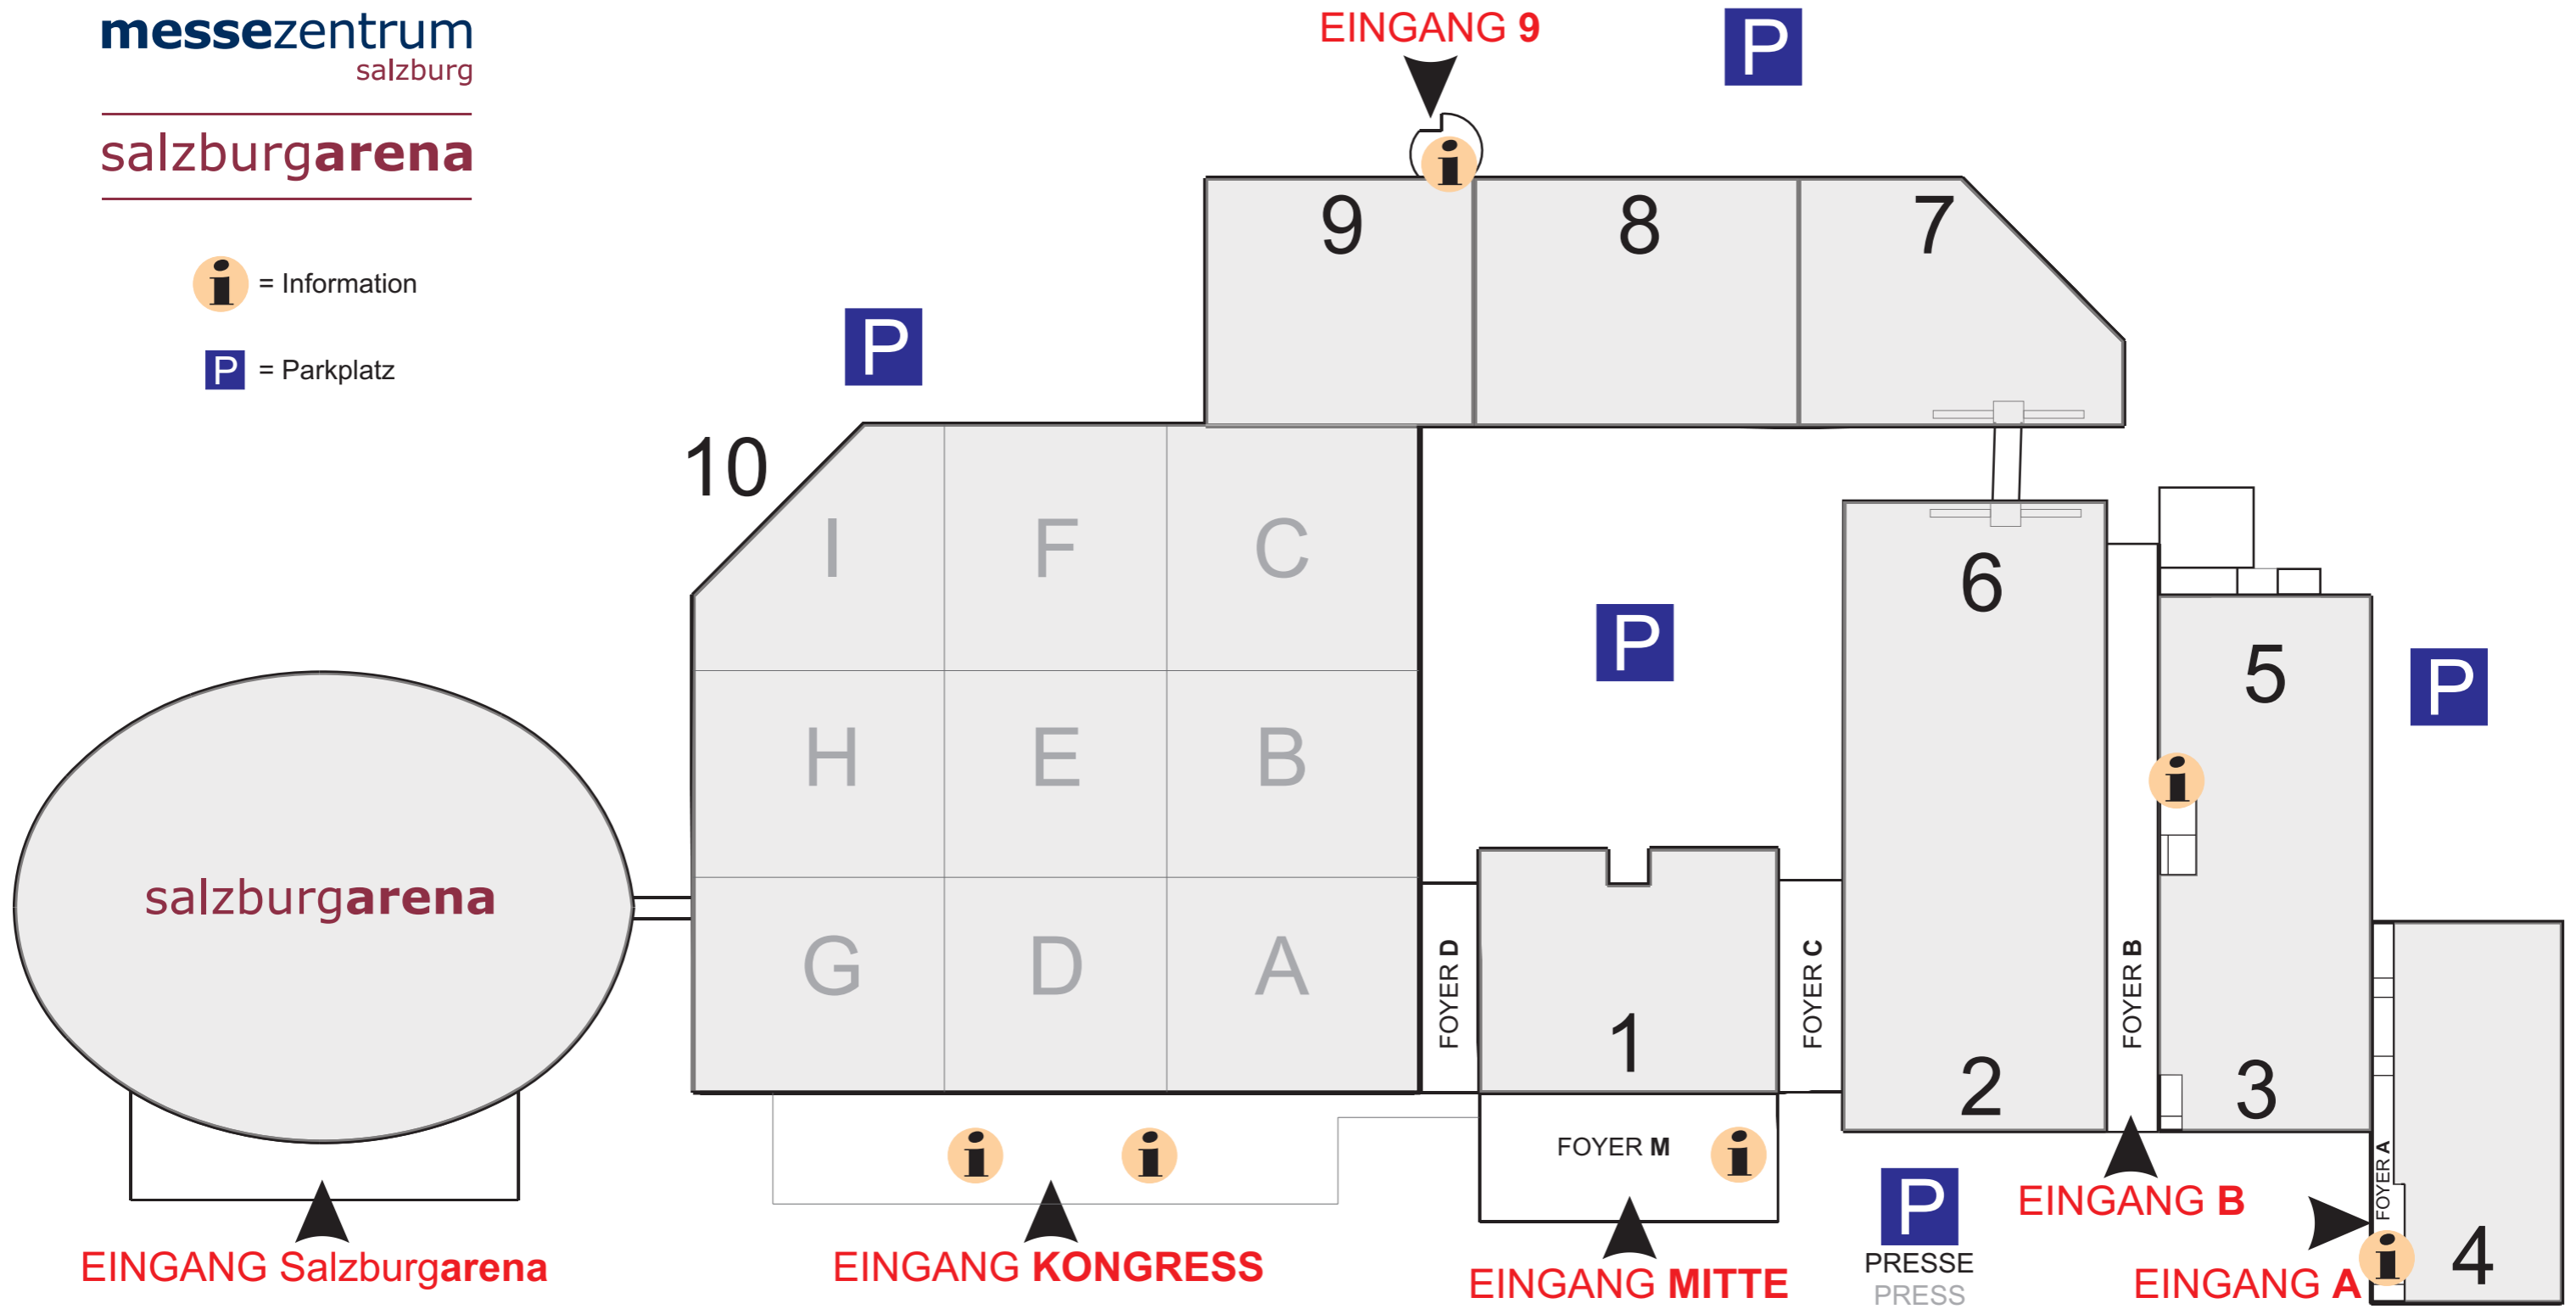 messezentrum
salzburg
salzburgarena
i = Information
P = Parkplatz
EINGANG 9
P
i
9
8
7
P
10
I
F
C
6
P
5
P
H
E
B
i
salzburgarena
G
D
A
FOYER D
1
FOYER C
2
FOYER B
3
i
i
FOYER M
i
FOYER A
P
PRESSE
PRESS
EINGANG B
4
i
EINGANG Salzburgarena
EINGANG KONGRESS
EINGANG MITTE
EINGANG A